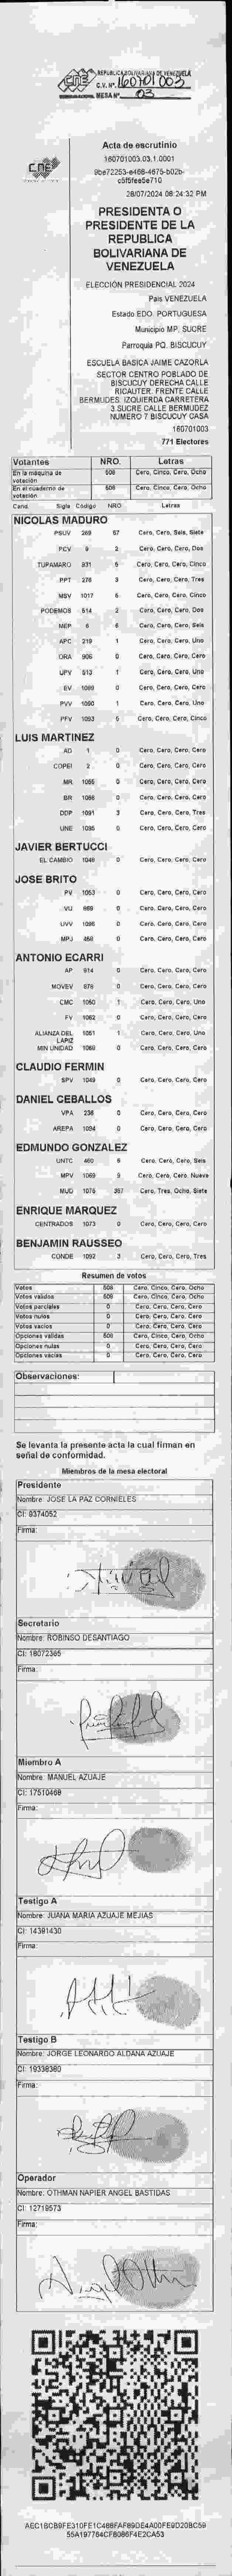 REPUBLICA BOLIVARIANA DE VENEZUELA
C.V. Nº. 160701003
MESA Nº 03
CNE
Acta de escrutinio
160701003.03.1.0001
28/07/2024 08:24:32 PM
PRESIDENTA O
PRESIDENTE DE LA
REPUBLICA
BOLIVARIANA DE
VENEZUELA
ELECCIÓN PRESIDENCIAL 2024
País VENEZUELA
Estado EDO. PORTUGUESA
Municipio MP. SUCRE
Parroquia PQ. BISCUCUY
ESCUELA BASICA JAIME CAZORLA
SECTOR CENTRO POBLADO DE
BISCUCUY DERECHA CALLE
RICAUTER. FRENTE CALLE
BERMUDES. IZQUIERDA CARRETERA
3 SUCRE CALLE BERMUDEZ
NUMERO 7 BISCUCUY CASA
160701003
771 Electores
Votantes NRO. Letras
En la máquina de votación 508 Cero, Cinco, Cero, Ocho
En el cuaderno de votación 508 Cero, Cinco, Cero, Ocho
Cand. Sigla Código NRO Letras
NICOLAS MADURO
PSUV 269 67 Cero, Cero, Seis, Siete
PCV 9 2 Cero, Cero, Cero, Dos
TUPAMARO 831 5 Cero, Cero, Cero, Cinco
PPT 276 3 Cero, Cero, Cero, Tres
MSV 1017 5 Cero, Cero, Cero, Cinco
PODEMOS 514 2 Cero, Cero, Cero, Dos
MEP 6 6 Cero, Cero, Cero, Seis
APC 219 1 Cero, Cero, Cero, Uno
ORA 906 0 Cero, Cero, Cero, Cero
UPV 513 1 Cero, Cero, Cero, Uno
EV 1099 0 Cero, Cero, Cero, Cero
PVV 1090 1 Cero, Cero, Cero, Uno
PFV 1093 5 Cero, Cero, Cero, Cinco
LUIS MARTINEZ
AD 1 0 Cero, Cero, Cero, Cero
COPEI 2 0 Cero, Cero, Cero, Cero
MR 1055 0 Cero, Cero, Cero, Cero
BR 1066 0 Cero, Cero, Cero, Cero
DDP 1091 3 Cero, Cero, Cero, Tres
UNE 1095 0 Cero, Cero, Cero, Cero
JAVIER BERTUCCI
EL CAMBIO 1048 0 Cero, Cero, Cero, Cero
JOSE BRITO
PV 1053 0 Cero, Cero, Cero, Cero
VU 669 0 Cero, Cero, Cero, Cero
UVV 1096 0 Cero, Cero, Cero, Cero
MPJ 458 0 Cero, Cero, Cero, Cero
ANTONIO ECARRI
AP 914 0 Cero, Cero, Cero, Cero
MOVEV 878 0 Cero, Cero, Cero, Cero
CMC 1050 1 Cero, Cero, Cero, Uno
FV 1062 0 Cero, Cero, Cero, Cero
ALIANZA DEL LAPIZ 1051 1 Cero, Cero, Cero, Uno
MIN UNIDAD 1069 0 Cero, Cero, Cero, Cero
CLAUDIO FERMIN
SPV 1049 0 Cero, Cero, Cero, Cero
DANIEL CEBALLOS
VPA 236 0 Cero, Cero, Cero, Cero
AREPA 1094 0 Cero, Cero, Cero, Cero
EDMUNDO GONZALEZ
UNTC 460 6 Cero, Cero, Cero, Seis
MPV 1069 9 Cero, Cero, Cero, Nueve
MUD 1075 387 Cero, Tres, Ocho, Siete
ENRIQUE MARQUEZ
CENTRADOS 1073 0 Cero, Cero, Cero, Cero
BENJAMIN RAUSSEO
CONDE 1092 3 Cero, Cero, Cero, Tres
Resumen de votos
Votos 508 Cero, Cinco, Cero, Ocho
Votos válidos 508 Cero, Cinco, Cero, Ocho
Votos parciales 0 Cero, Cero, Cero, Cero
Votos nulos 0 Cero, Cero, Cero, Cero
Votos vacíos 0 Cero, Cero, Cero, Cero
Opciones válidas 508 Cero, Cinco, Cero, Ocho
Opciones nulas 0 Cero, Cero, Cero, Cero
Opciones vacías 0 Cero, Cero, Cero, Cero
Observaciones:
Se levanta la presente acta la cual firman en
señal de conformidad.
Miembros de la mesa electoral
Presidente
Nombre: JOSE LA PAZ CORNIELES
CI: 9374052
Firma:
Secretario
Nombre: ROBINSO DESANTIAGO
CI: 18072365
Firma:
Miembro A
Nombre: MANUEL AZUAJE
CI: 17510469
Firma:
Testigo A
Nombre: JUANA MARIA AZUAJE MEJIAS
CI: 14391430
Firma:
Testigo B
Nombre: JORGE LEONARDO ALDANA AZUAJE
CI: 19338380
Firma:
Operador
Nombre: OTHMAN NAPIER ANGEL BASTIDAS
CI: 12719573
Firma: